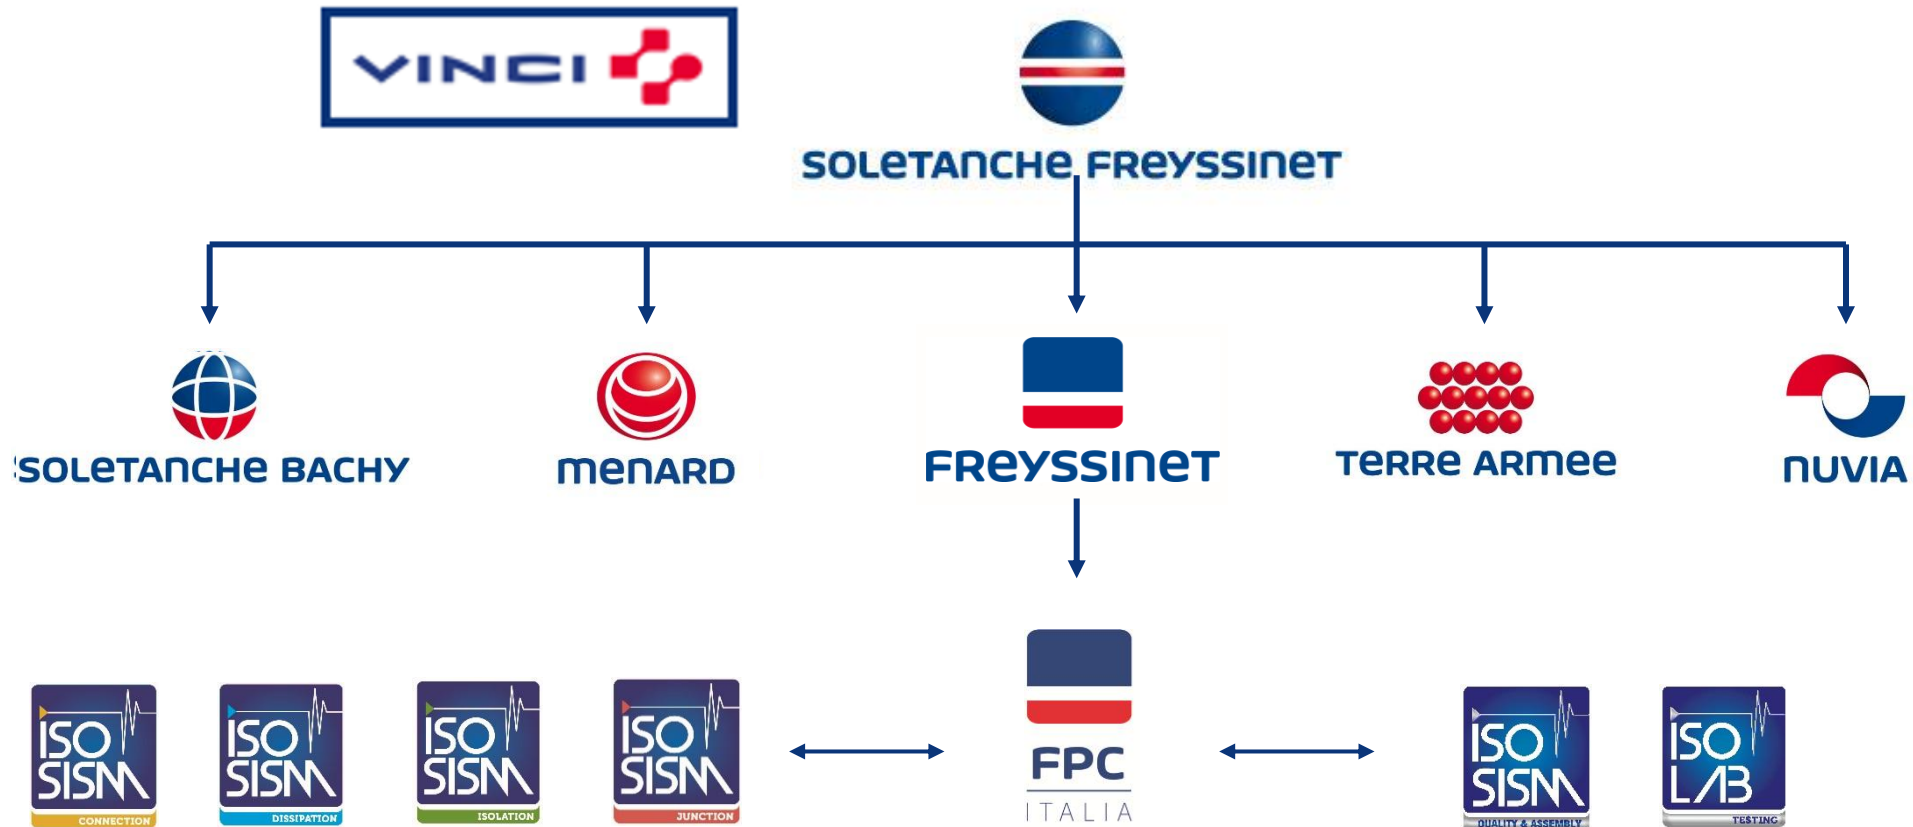 VINCI
SOLETANCHE FREYSSINET
SOLETANCHE BACHY
MENARD
FREYSSINET
TERRE ARMEE
NUVIA
ISO
SISM
CONNECTION
ISO
SISM
DISSIPATION
ISO
SISM
ISOLATION
ISO
SISM
JUNCTION
FPC
ITALIA
ISO
SISM
QUALITY & ASSEMBLY
ISO
LAB
TESTING